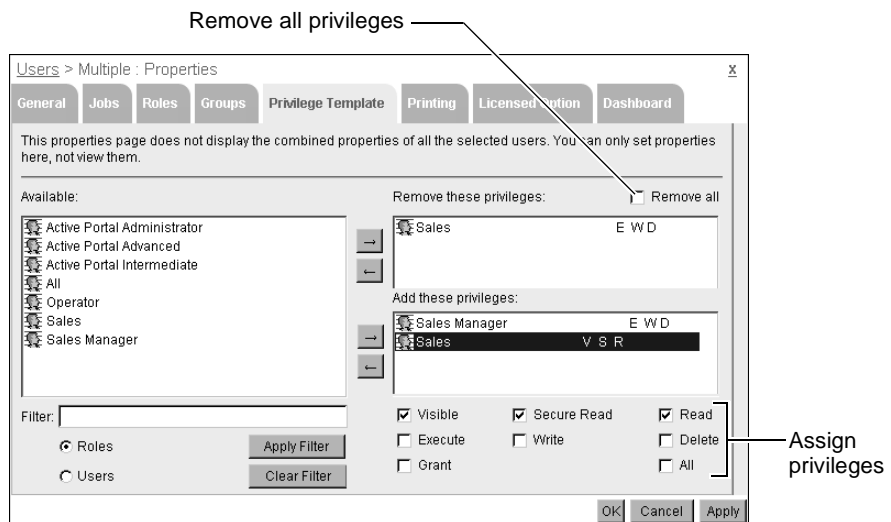 Remove all privileges
Users > Multiple : Properties x
General Jobs Roles Groups Privilege Template Printing Licensed Option Dashboard
This properties page does not display the combined properties of all the selected users. You can only set properties
here, not view them.
Available:
Active Portal Administrator
Active Portal Advanced
Active Portal Intermediate
All
Operator
Sales
Sales Manager
Remove these privileges: Remove all
Sales E W D
Add these privileges:
Sales Manager E W D
Sales V S R
Filter:
Roles Apply Filter
Users Clear Filter
Visible Secure Read Read
Execute Write Delete
Grant All
Assign
privileges
OK Cancel Apply